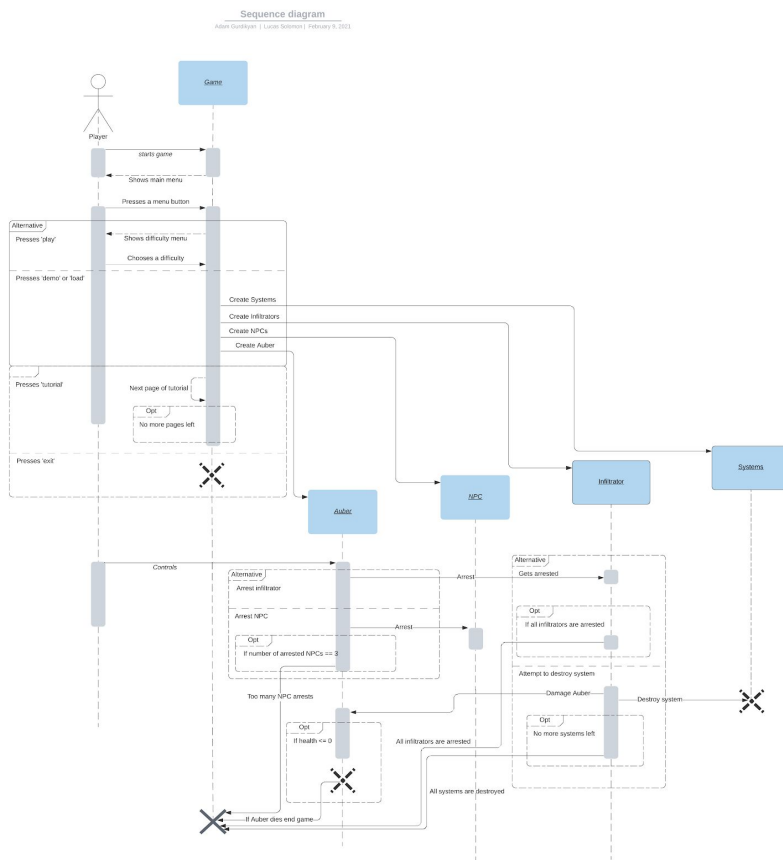 Sequence diagram
Adam Gundikyan | Lucas Solomon | February 9, 2021
Game
Player
starts game
Shows main menu
Presses a menu button
Alternative
Presses 'play'
Shows difficulty menu
Chooses a difficulty
Presses 'demo' or 'load'
Create Systems
Create Infiltrators
Create NPCs
Create Auber
Presses 'tutorial'
Next page of tutorial
Opt
No more pages left
Presses 'exit'
Systems
Infiltrator
NPC
Auber
Controls
Alternative
Arrest infiltrator
Arrest
Alternative
Gets arrested
Arrest NPC
Arrest
Opt
If number of arrested NPCs == 3
Opt
If all infiltrators are arrested
Attempt to destroy system
Too many NPC arrests
Damage Auber
Destroy system
Opt
If health <= 0
Opt
No more systems left
All infiltrators are arrested
All systems are destroyed
If Auber dies end game